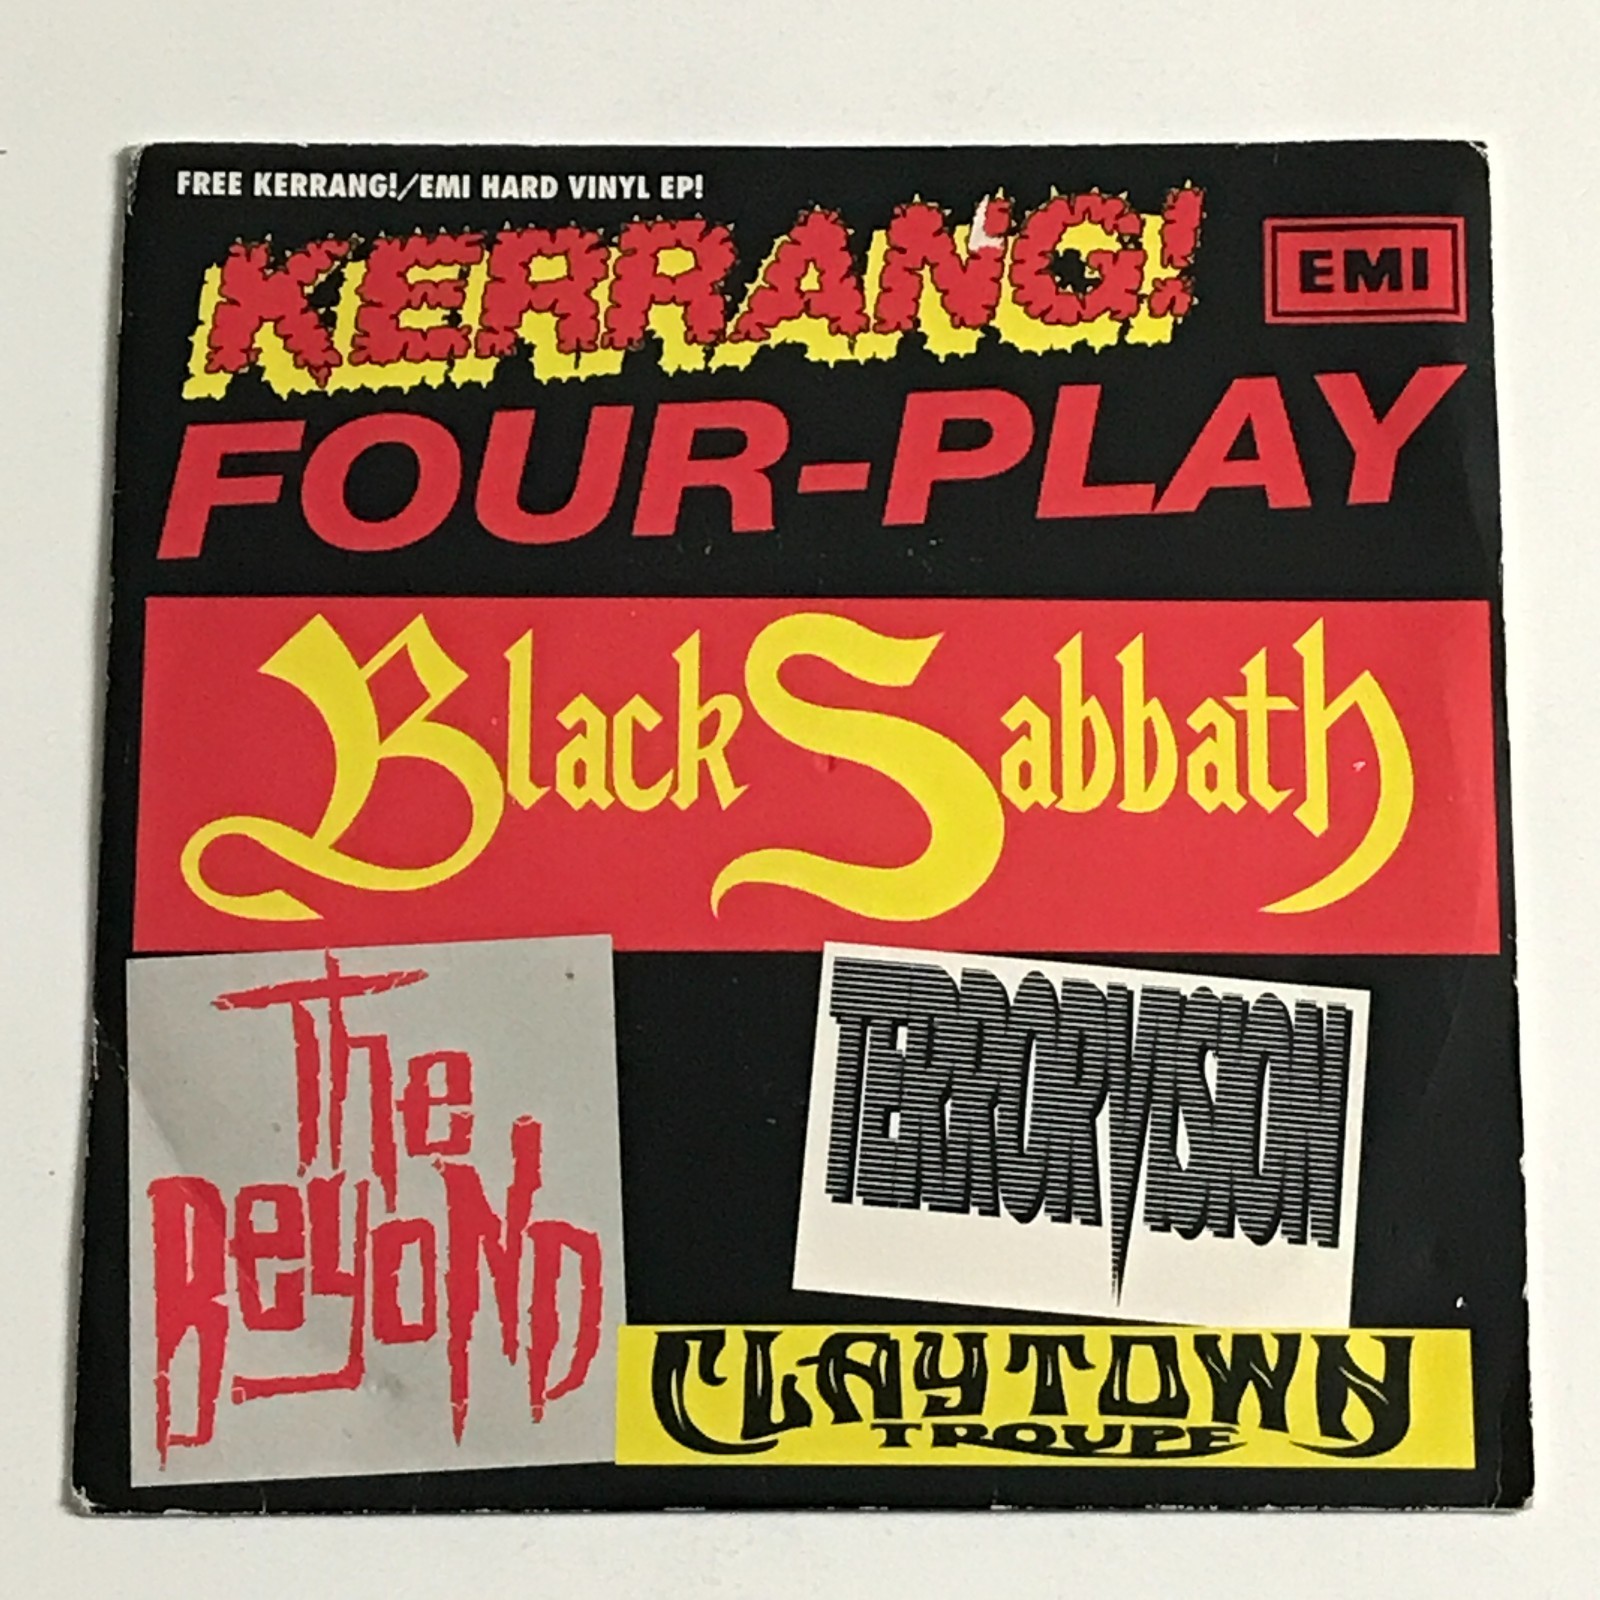 FREE KERRANG!/EMI HARD VINYL EP!
KERRANG!
EMI
FOUR-PLAY
Black Sabbath
The
Beyond
TERRORVISION
CLAYTOWN
TROUPE